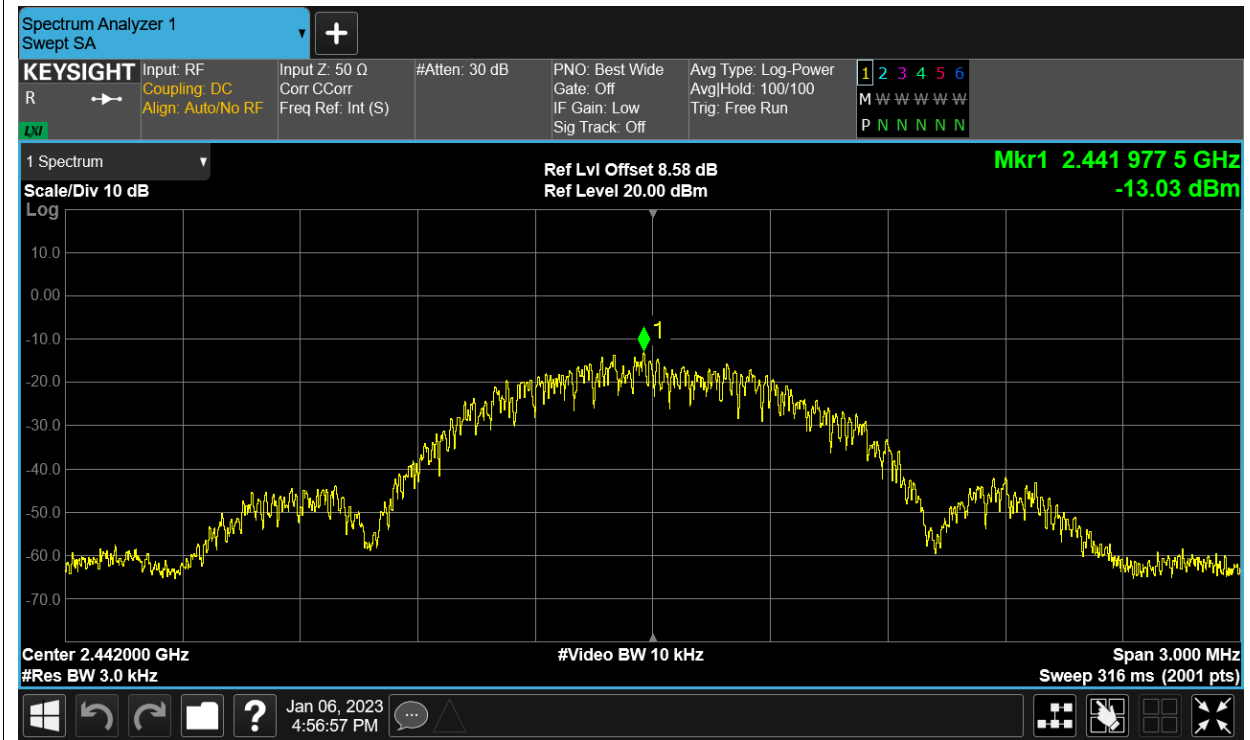 Spectrum Analyzer 1
Swept SA
KEYSIGHT
R
LXI
Input: RF
Coupling: DC
Align: Auto/No RF
Input Z: 50 Ω
Corr CCorr
Freq Ref: Int (S)
#Atten: 30 dB
PNO: Best Wide
Gate: Off
IF Gain: Low
Sig Track: Off
Avg Type: Log-Power
Avg|Hold: 100/100
Trig: Free Run
1 2 3 4 5 6
M W W W W W
P N N N N N
1 Spectrum
Scale/Div 10 dB
Log
Ref Lvl Offset 8.58 dB
Ref Level 20.00 dBm
Mkr1 2.441 977 5 GHz
-13.03 dBm
10.0
0.00
-10.0
-20.0
-30.0
-40.0
-50.0
-60.0
-70.0
1
Center 2.442000 GHz
#Res BW 3.0 kHz
#Video BW 10 kHz
Span 3.000 MHz
Sweep 316 ms (2001 pts)
?
Jan 06, 2023
4:56:57 PM